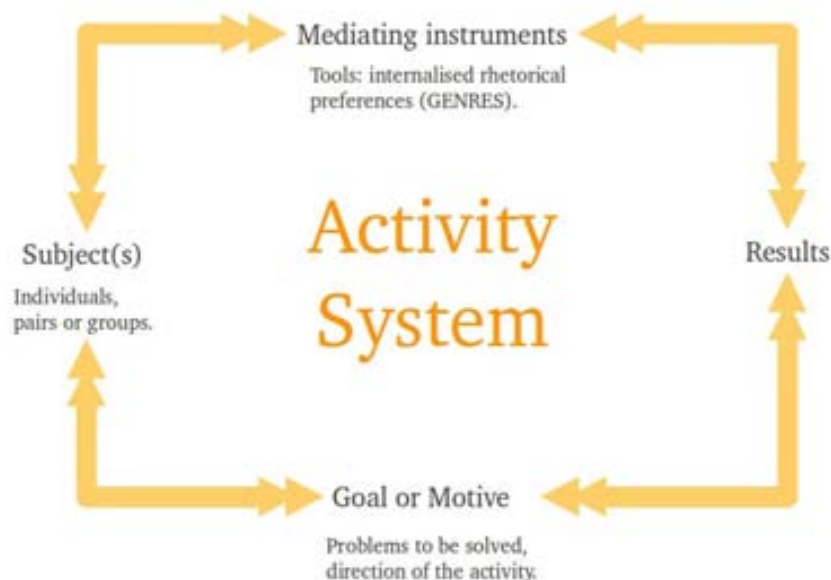 Mediating instruments
Tools: internalised rhetorical
preferences (GENRES).
Activity
System
Subject(s)
Individuals,
pairs or groups.
Results
Goal or Motive
Problems to be solved,
direction of the activity.